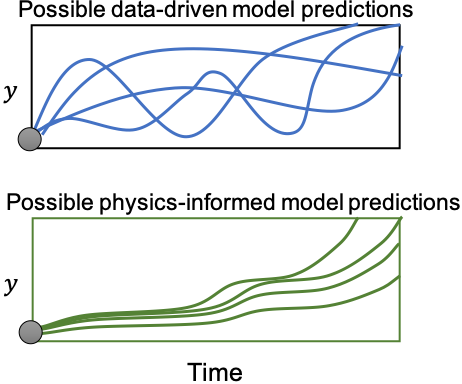 Possible data-driven model predictions
y
Possible physics-informed model predictions
y
Time